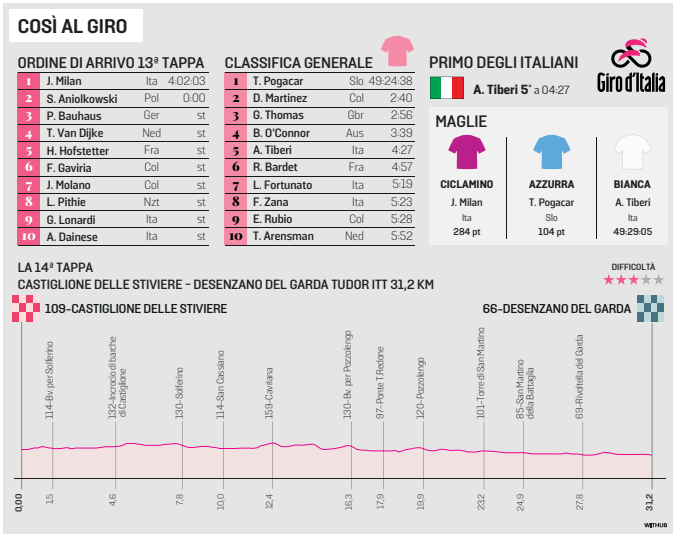 COSÌ AL GIRO
ORDINE DI ARRIVO 13ª TAPPA
1 J. Milan Ita 4:02:03
2 S. Aniolkowski Pol 0:00
3 P. Bauhaus Ger st
4 T. Van Dijke Ned st
5 H. Hofstetter Fra st
6 F. Gaviria Col st
7 J. Molano Col st
8 L. Pithie Nzt st
9 G. Lonardi Ita st
10 A. Dainese Ita st
CLASSIFICA GENERALE
1 T. Pogacar Slo 49:24:38
2 D. Martinez Col 2:40
3 G. Thomas Gbr 2:56
4 B. O'Connor Aus 3:39
5 A. Tiberi Ita 4:27
6 R. Bardet Fra 4:57
7 L. Fortunato Ita 5:19
8 F. Zana Ita 5:23
9 E. Rubio Col 5:28
10 T. Arensman Ned 5:52
PRIMO DEGLI ITALIANI
A. Tiberi 5° a 04:27
Giro d'Italia
MAGLIE
CICLAMINO
J. Milan
Ita
284 pt
AZZURRA
T. Pogacar
Slo
104 pt
BIANCA
A. Tiberi
Ita
49:29:05
LA 14ª TAPPA
CASTIGLIONE DELLE STIVIERE - DESENZANO DEL GARDA TUDOR ITT 31,2 KM
DIFFICOLTÀ
109-CASTIGLIONE DELLE STIVIERE
66-DESENZANO DEL GARDA
114-Bv. per Solferino
132-Incrocio di barche
di Castiglione
130-Solferino
114-San Cassiano
159-Cavriana
130-Bv. per Pozzolengo
97-Ponte T. Redone
120-Pozzolengo
101-Torre di San Martino
85-San Martino
della Battaglia
69-Rivoltella del Garda
0,00
1,5
4,6
7,8
10,0
12,4
16,3
17,9
19,9
23,2
24,9
27,8
31,2
WITHUB